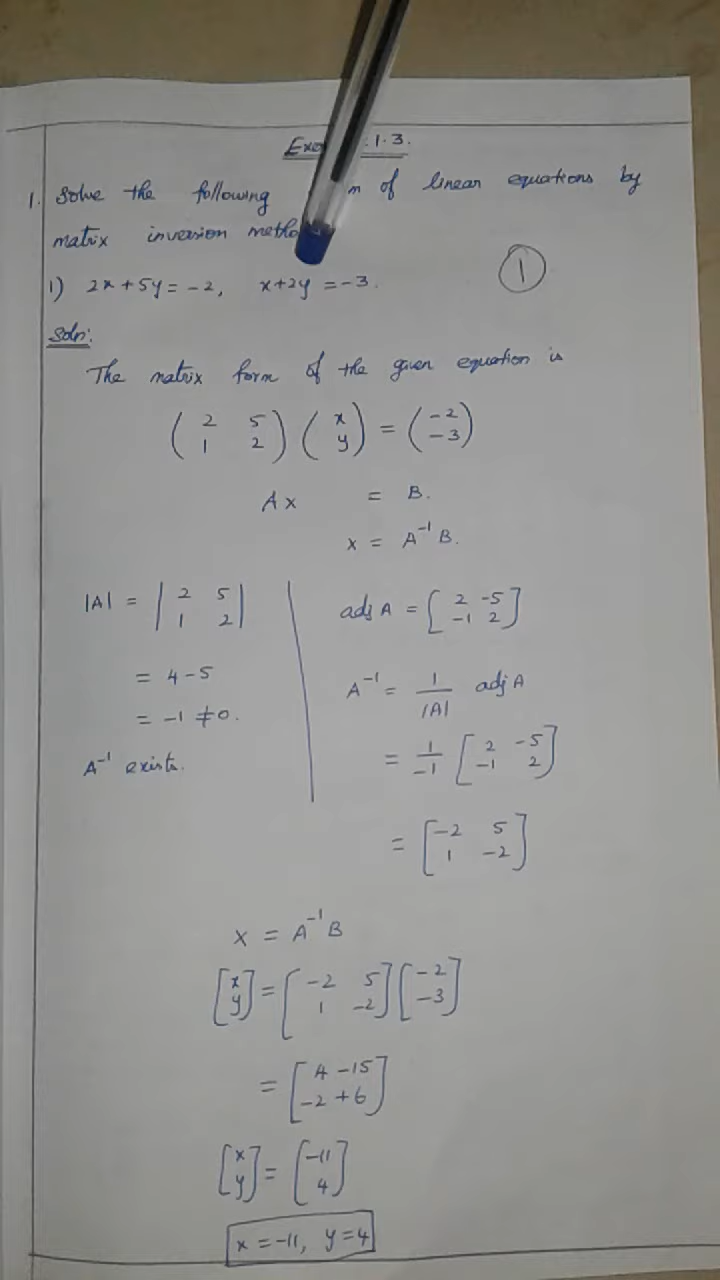 1.3.
1. Solve the following of linear equations by
matrix inversion
1) 2x+5y = -2, x+2y = -3.
1
Soln:
The matrix form of the given equation is
( 2 5 ) ( x ) = ( -2 )
( 1 2 ) ( y ) ( -3 )
A x = B.
x = A⁻¹ B.
|A| = | 2 5 |
| 1 2 |
= 4 - 5
= -1 ≠ 0.
A⁻¹ exists.
adj A = [ 2 -5 ]
[ -1 2 ]
A⁻¹ = 1/|A| adj A
= 1/-1 [ 2 -5 ]
[ -1 2 ]
= [ -2 5 ]
[ 1 -2 ]
x = A⁻¹ B
[ x ] = [ -2 5 ] [ -2 ]
[ y ] [ 1 -2 ] [ -3 ]
= [ 4 -15 ]
[ -2 +6 ]
[ x ] = [ -11 ]
[ y ] [ 4 ]
x = -11, y = 4